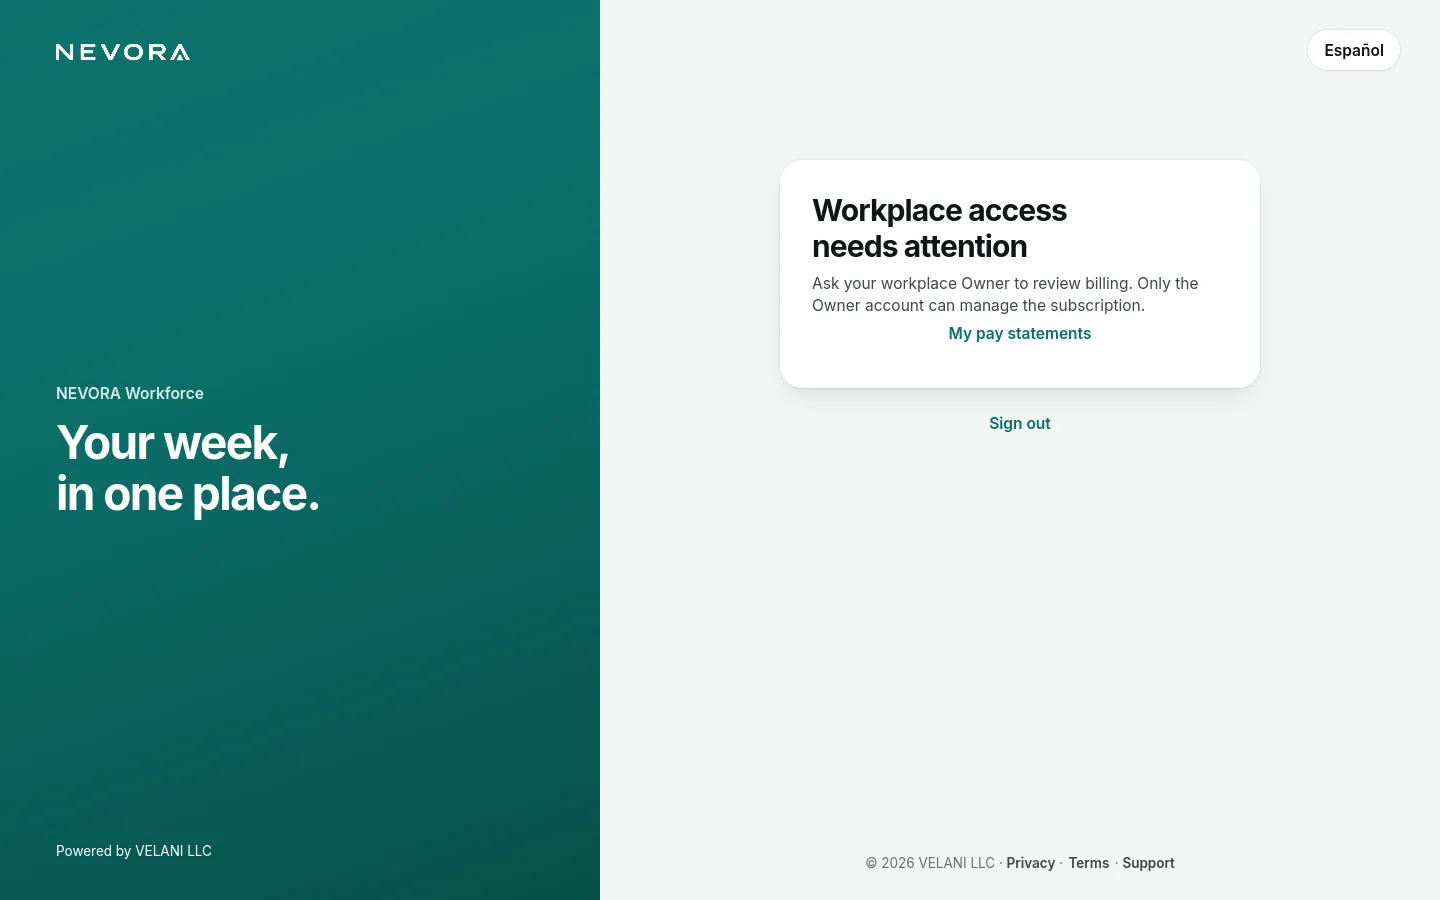 NEVORA
NEVORA Workforce
Your week,
in one place.
Powered by VELANI LLC
Español
Workplace access
needs attention
Ask your workplace Owner to review billing. Only the
Owner account can manage the subscription.
My pay statements
Sign out
© 2026 VELANI LLC · Privacy · Terms · Support